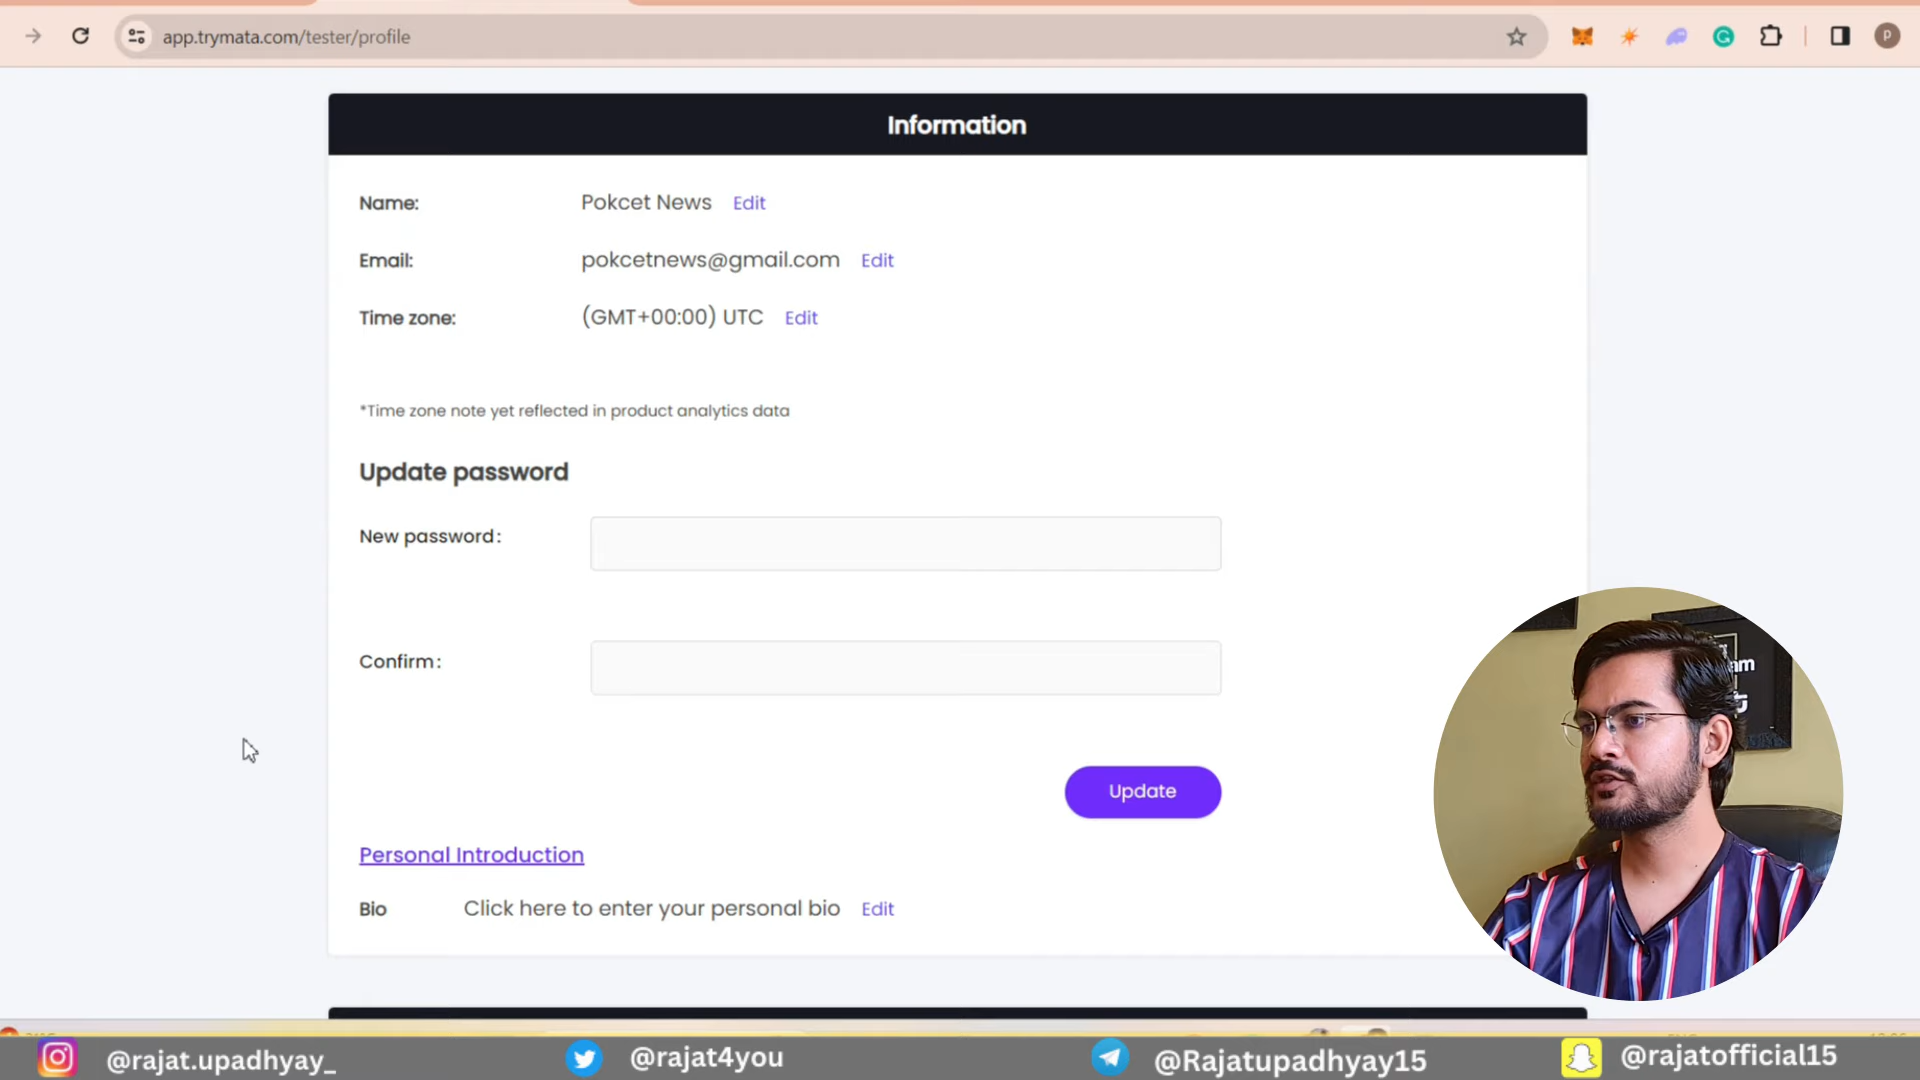 app.trymata.com/tester/profile
P
Information
Name: Pokcet News Edit
Email: pokcetnews@gmail.com Edit
Time zone: (GMT+00:00) UTC Edit
*Time zone note yet reflected in product analytics data
Update password
New password:
Confirm:
Update
Personal Introduction
Bio Click here to enter your personal bio Edit
@rajat.upadhyay_ @rajat4you @Rajatupadhyay15 @rajatofficial15